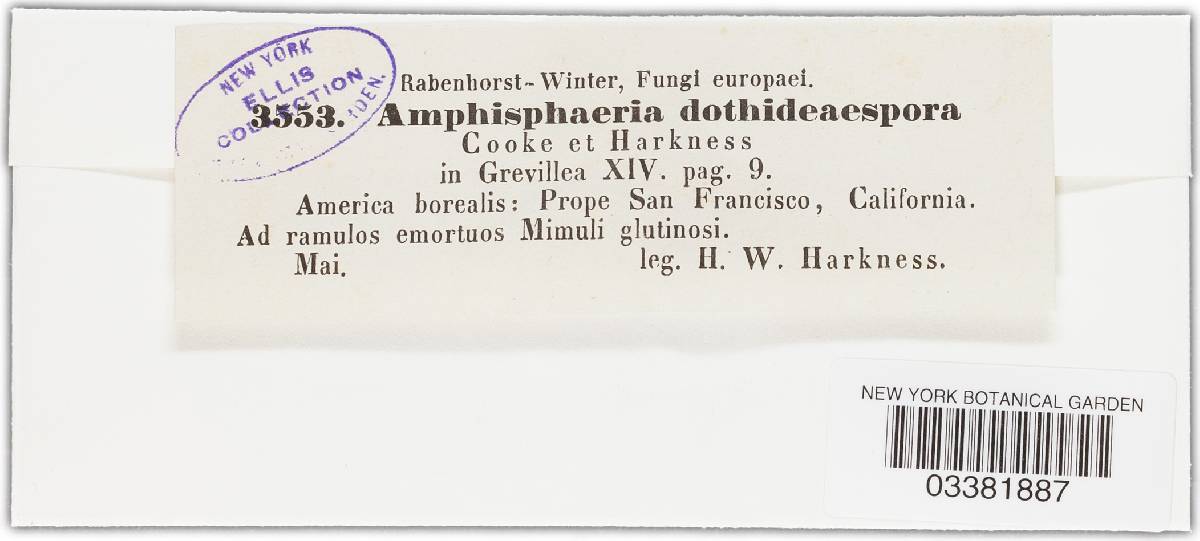 NEW YORK
ELLIS
COLLECTION
Rabenhorst-Winter, Fungi europaei.
3553. Amphisphaeria dothideaespora
Cooke et Harkness
in Grevillea XIV. pag. 9.
America borealis: Prope San Francisco, California.
Ad ramulos emortuos Mimuli glutinosi.
Mai. leg. H. W. Harkness.
NEW YORK BOTANICAL GARDEN
03381887